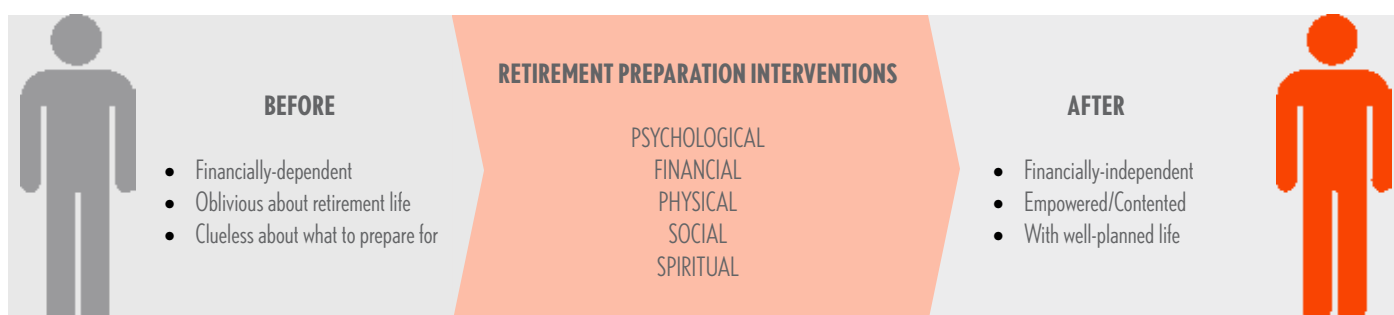 BEFORE
• Financially-dependent
• Oblivious about retirement life
• Clueless about what to prepare for
RETIREMENT PREPARATION INTERVENTIONS
PSYCHOLOGICAL
FINANCIAL
PHYSICAL
SOCIAL
SPIRITUAL
AFTER
• Financially-independent
• Empowered/Contented
• With well-planned life